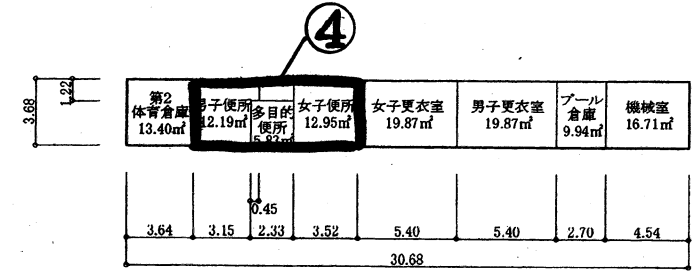 ④
3.68
1.22
第2
体育倉庫
13.40㎡
男子便所
12.19㎡
多目的
便所
5.83㎡
女子便所
12.95㎡
女子更衣室
19.87㎡
男子更衣室
19.87㎡
プール
倉庫
9.94㎡
機械室
16.71㎡
0.45
3.64 3.15 2.33 3.52 5.40 5.40 2.70 4.54
30.68